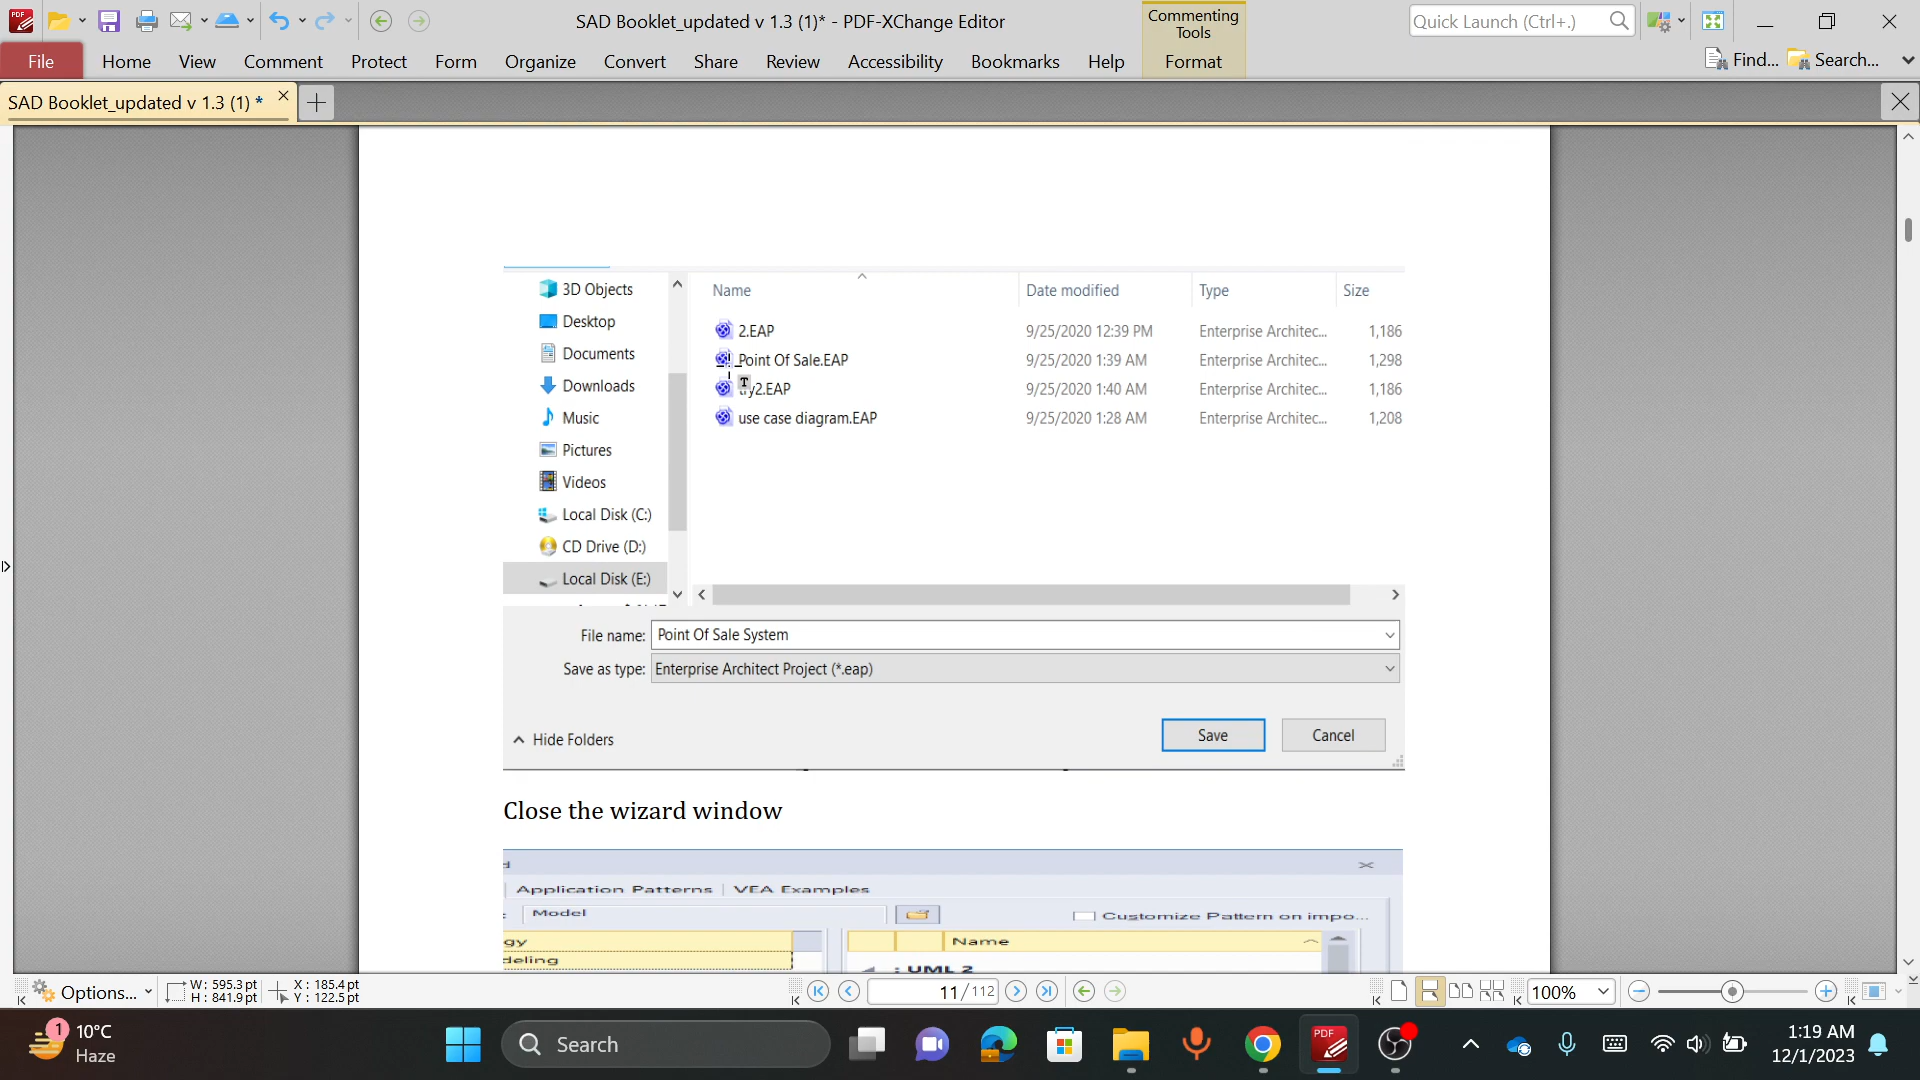 SAD Booklet_updated v 1.3 (1)* - PDF-XChange Editor
Commenting Tools
Quick Launch (Ctrl+.)
File Home View Comment Protect Form Organize Convert Share Review Accessibility Bookmarks Help Format
Find... Search...
SAD Booklet_updated v 1.3 (1) *
3D Objects
Desktop
Documents
Downloads
Music
Pictures
Videos
Local Disk (C:)
CD Drive (D:)
Local Disk (E:)
Name Date modified Type Size
2.EAP 9/25/2020 12:39 PM Enterprise Architec... 1,186
Point Of Sale.EAP 9/25/2020 1:39 AM Enterprise Architec... 1,298
try2.EAP 9/25/2020 1:40 AM Enterprise Architec... 1,186
use case diagram.EAP 9/25/2020 1:28 AM Enterprise Architec... 1,208
File name: Point Of Sale System
Save as type: Enterprise Architect Project (*.eap)
Hide Folders
Save Cancel
Close the wizard window
Application Patterns VEA Examples
Model
Customize Pattern on impo...
Name
UML 2
Options...
W: 595.3 pt
H: 841.9 pt
X: 185.4 pt
Y: 122.5 pt
11 / 112
100%
1
10°C
Haze
Search
PDF
1:19 AM
12/1/2023